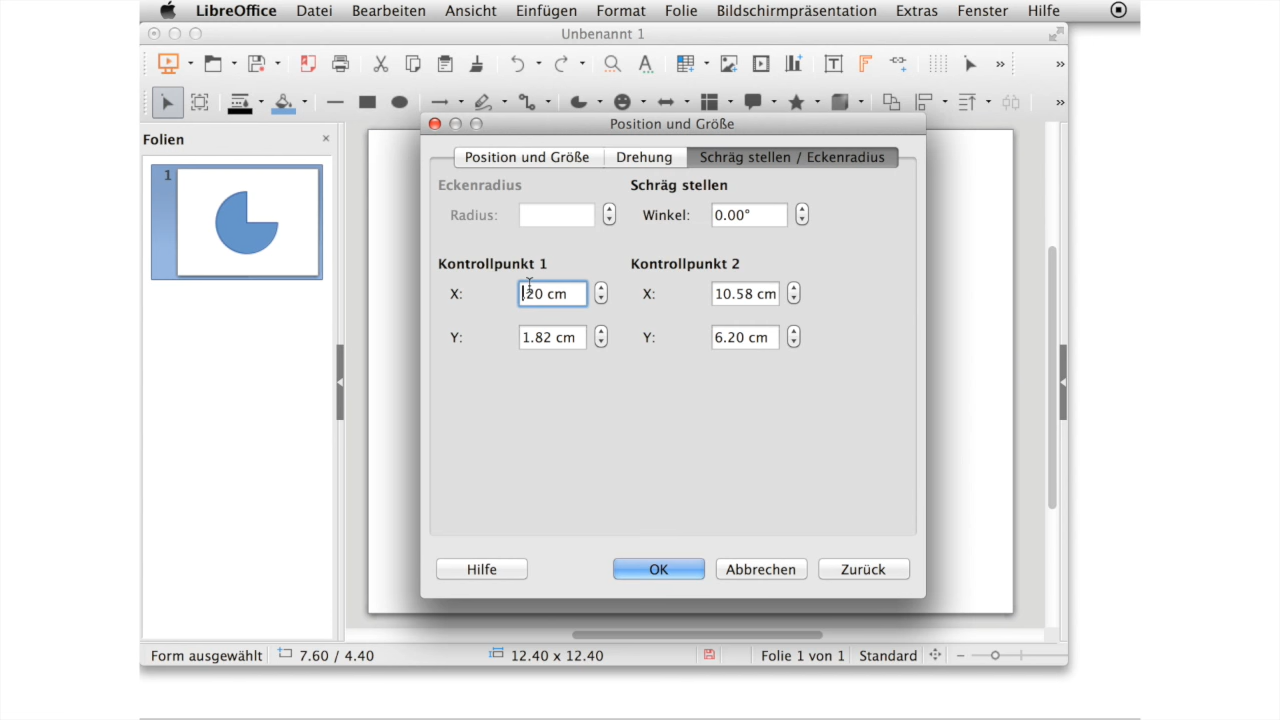 LibreOffice Datei Bearbeiten Ansicht Einfügen Format Folie Bildschirmpräsentation Extras Fenster Hilfe
Unbenannt 1
Folien
1
Position und Größe
Position und Größe Drehung Schräg stellen / Eckenradius
Eckenradius Schräg stellen
Radius: Winkel: 0.00°
Kontrollpunkt 1 Kontrollpunkt 2
X: 20 cm X: 10.58 cm
Y: 1.82 cm Y: 6.20 cm
Hilfe OK Abbrechen Zurück
Form ausgewählt 7.60 / 4.40 12.40 x 12.40 Folie 1 von 1 Standard